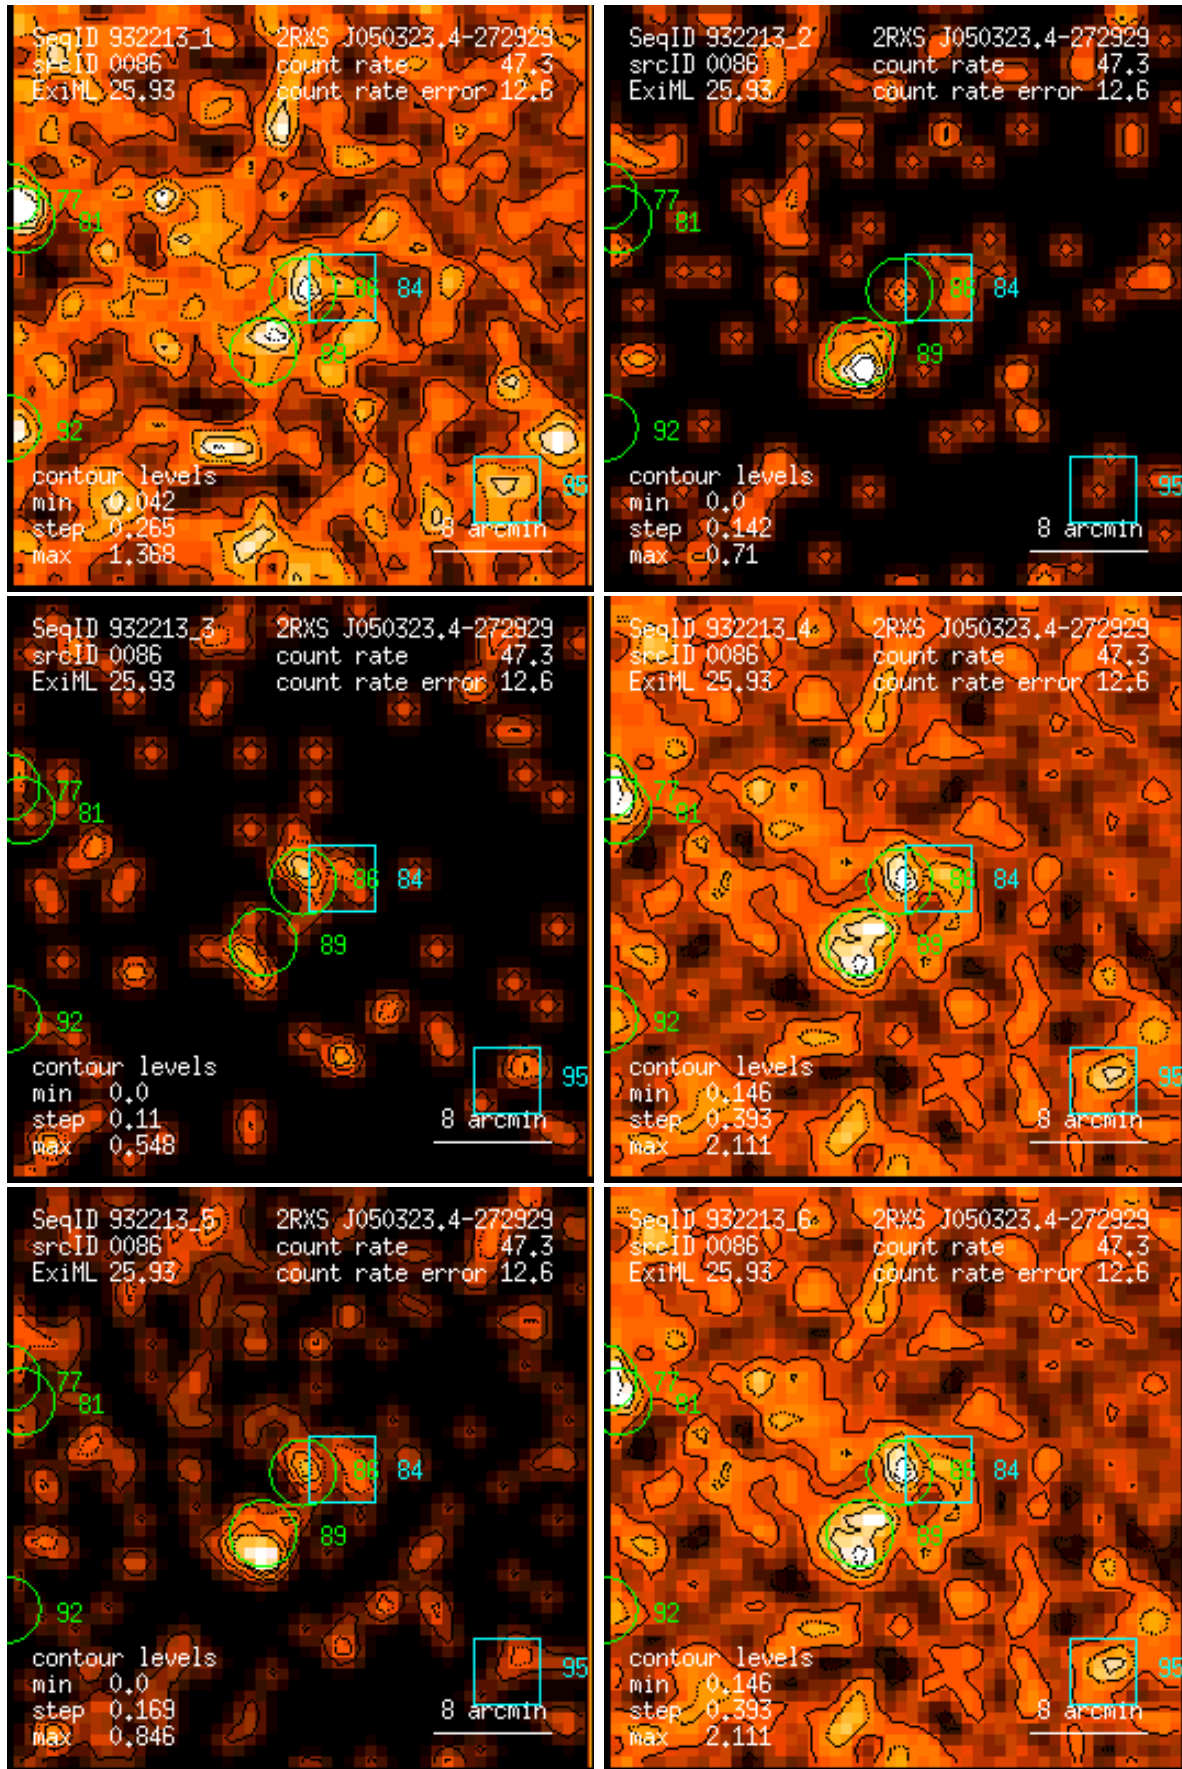 SeqID 932213_1 2RXS J050323.4-272929
srcID 0086 count rate 47.3
ExiML 25.93 count rate error 12.6
77
81
86 84
89
92
contour levels
min 0.042
95
step 0.265 8 arcmin
max 1.368
SeqID 932213_2 2RXS J050323.4-272929
srcID 0086 count rate 47.3
ExiML 25.93 count rate error 12.6
77
81
86 84
89
92
contour levels
min 0.0
95
step 0.142 8 arcmin
max 0.71
SeqID 932213_3 2RXS J050323.4-272929
srcID 0086 count rate 47.3
ExiML 25.93 count rate error 12.6
77
81
86 84
89
92
contour levels
min 0.0
95
step 0.11 8 arcmin
max 0.548
SeqID 932213_4 2RXS J050323.4-272929
srcID 0086 count rate 47.3
ExiML 25.93 count rate error 12.6
77
81
86 84
89
92
contour levels
min 0.146
95
step 0.393 8 arcmin
max 2.111
SeqID 932213_5 2RXS J050323.4-272929
srcID 0086 count rate 47.3
ExiML 25.93 count rate error 12.6
77
81
86 84
89
92
contour levels
min 0.0
95
step 0.169 8 arcmin
max 0.846
SeqID 932213_6 2RXS J050323.4-272929
srcID 0086 count rate 47.3
ExiML 25.93 count rate error 12.6
77
81
86 84
89
92
contour levels
min 0.146
95
step 0.393 8 arcmin
max 2.111